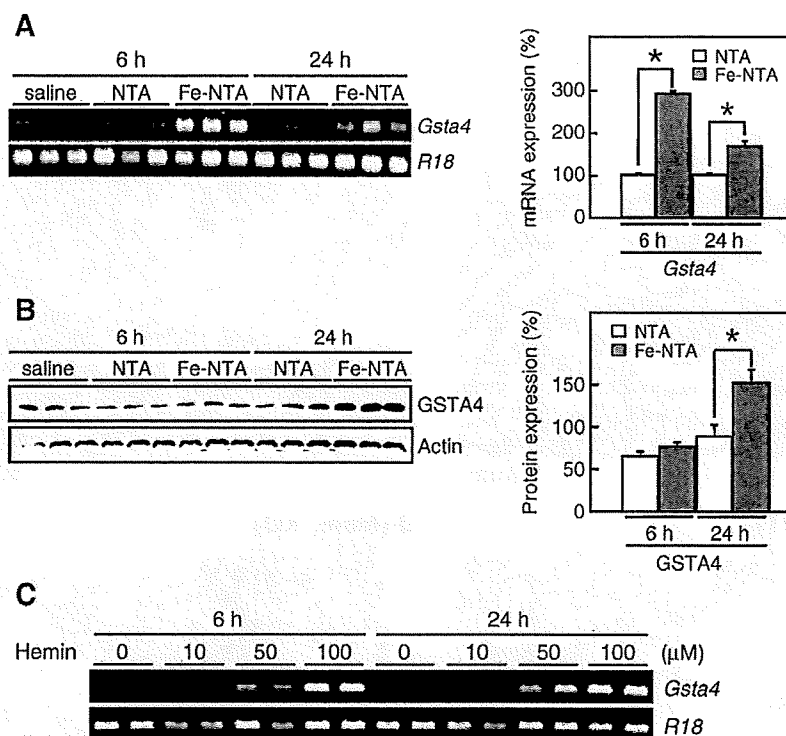 A
6 h 24 h
saline NTA Fe-NTA NTA Fe-NTA
Gsta4
R18
mRNA expression (%)
300
200
100
0
NTA
Fe-NTA
*
*
6 h 24 h
Gsta4
B
6 h 24 h
saline NTA Fe-NTA NTA Fe-NTA
GSTA4
Actin
Protein expression (%)
150
100
50
0
NTA
Fe-NTA
*
6 h 24 h
GSTA4
C
6 h 24 h
Hemin 0 10 50 100 0 10 50 100 (μM)
Gsta4
R18